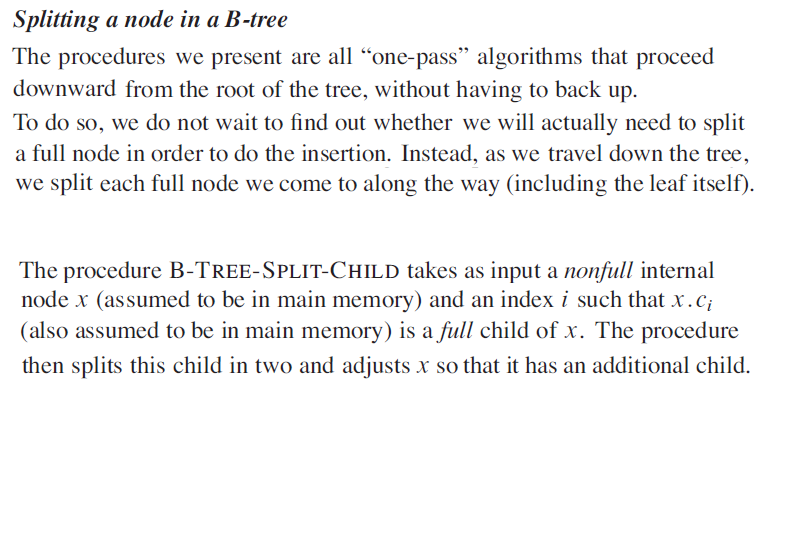 Splitting a node in a B-tree
The procedures we present are all “one-pass” algorithms that proceed
downward from the root of the tree, without having to back up.
To do so, we do not wait to find out whether we will actually need to split
a full node in order to do the insertion. Instead, as we travel down the tree,
we split each full node we come to along the way (including the leaf itself).
The procedure B-TREE-SPLIT-CHILD takes as input a nonfull internal
node x (assumed to be in main memory) and an index i such that x.cᵢ
(also assumed to be in main memory) is a full child of x. The procedure
then splits this child in two and adjusts x so that it has an additional child.